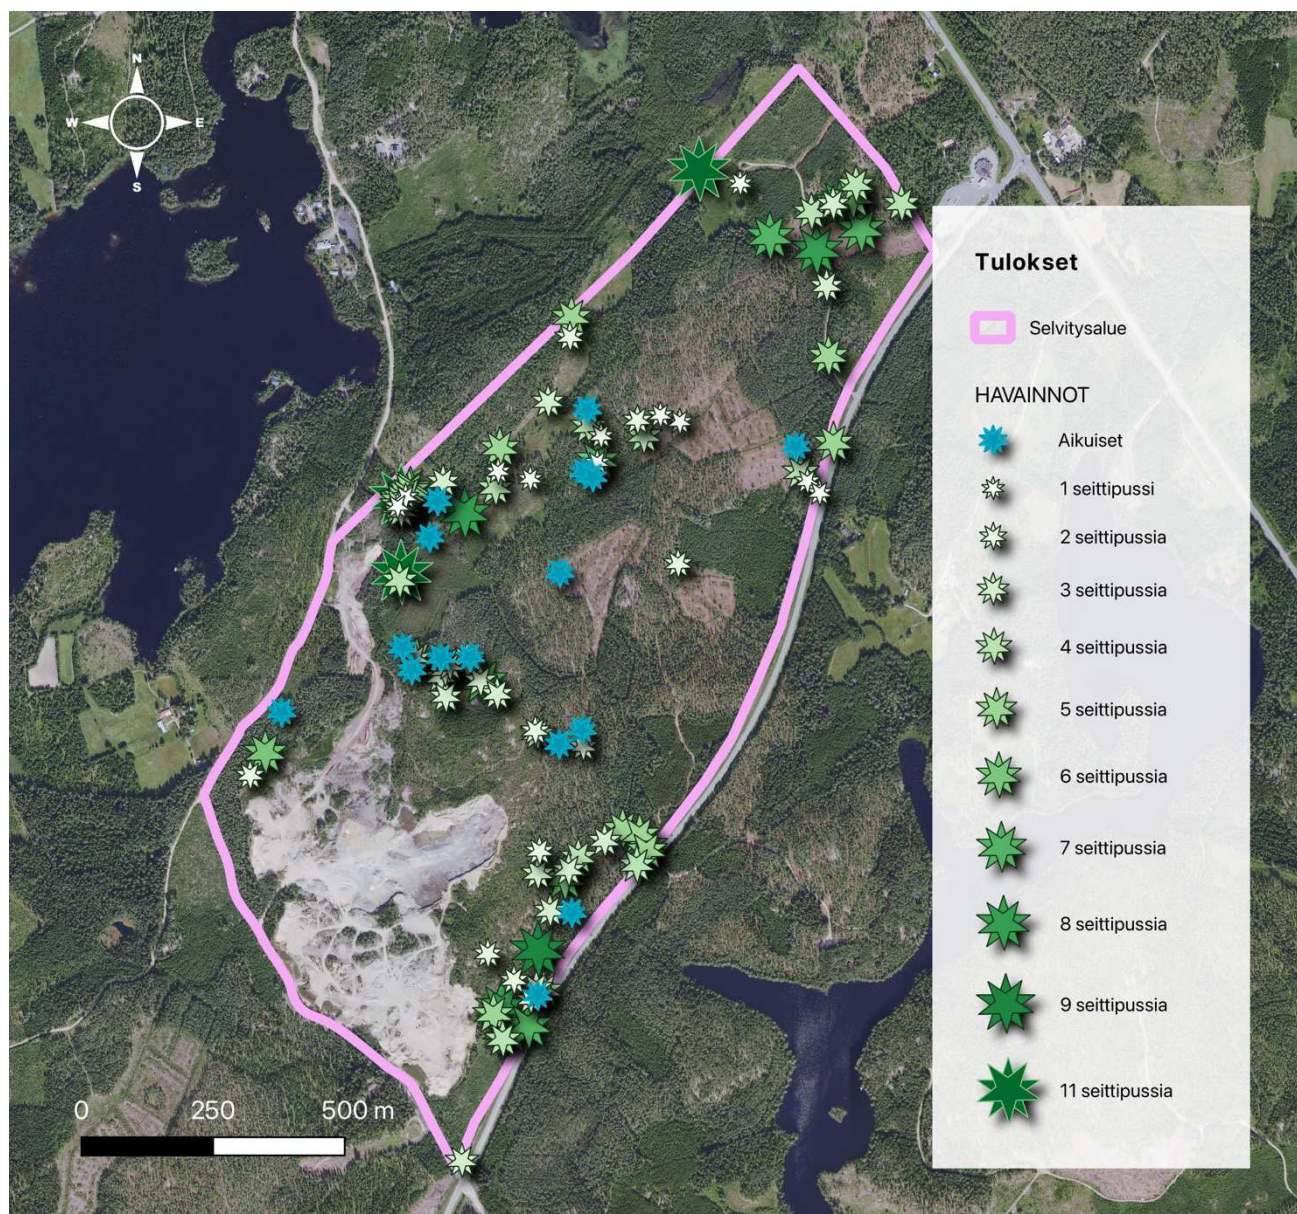 N
W E
S
Tulokset
Selvitysalue
HAVAINNOT
Aikuiset
1 seittipussi
2 seittipussia
3 seittipussia
4 seittipussia
5 seittipussia
6 seittipussia
7 seittipussia
8 seittipussia
9 seittipussia
11 seittipussia
0 250 500 m